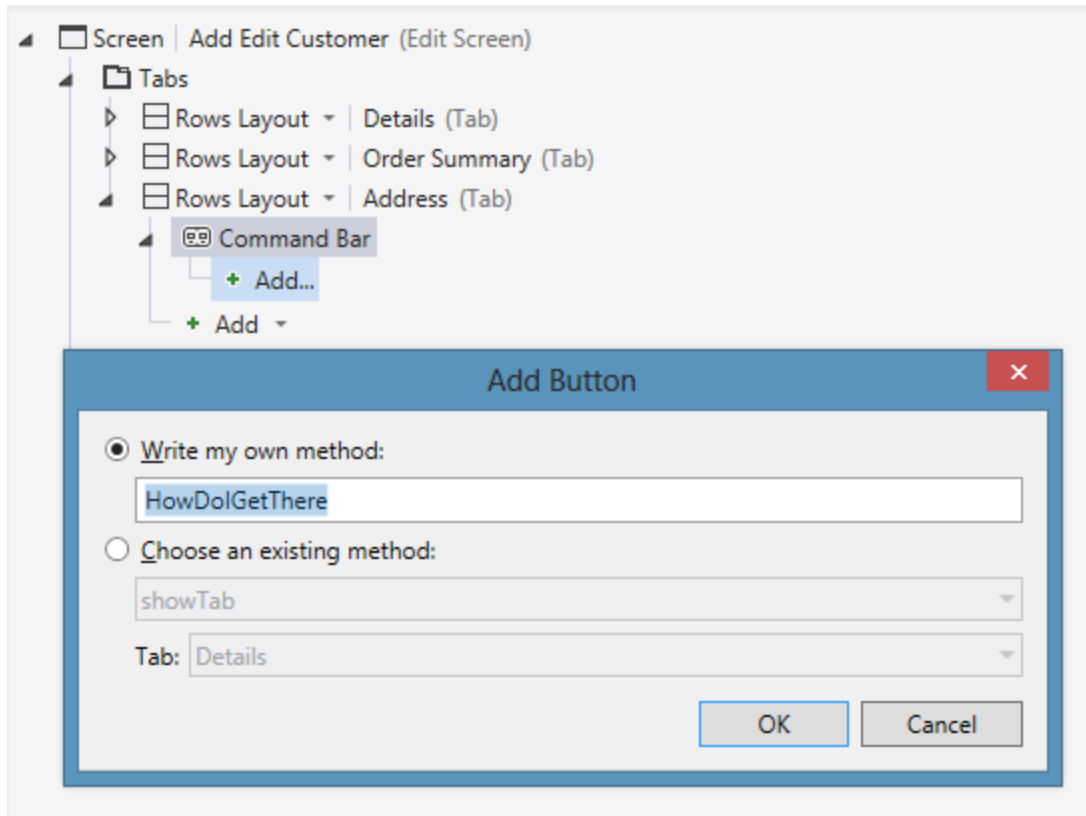 Screen | Add Edit Customer (Edit Screen)
Tabs
Rows Layout | Details (Tab)
Rows Layout | Order Summary (Tab)
Rows Layout | Address (Tab)
Command Bar
+ Add...
+ Add
Add Button
Write my own method:
HowDoIGetThere
Choose an existing method:
showTab
Tab: Details
OK Cancel